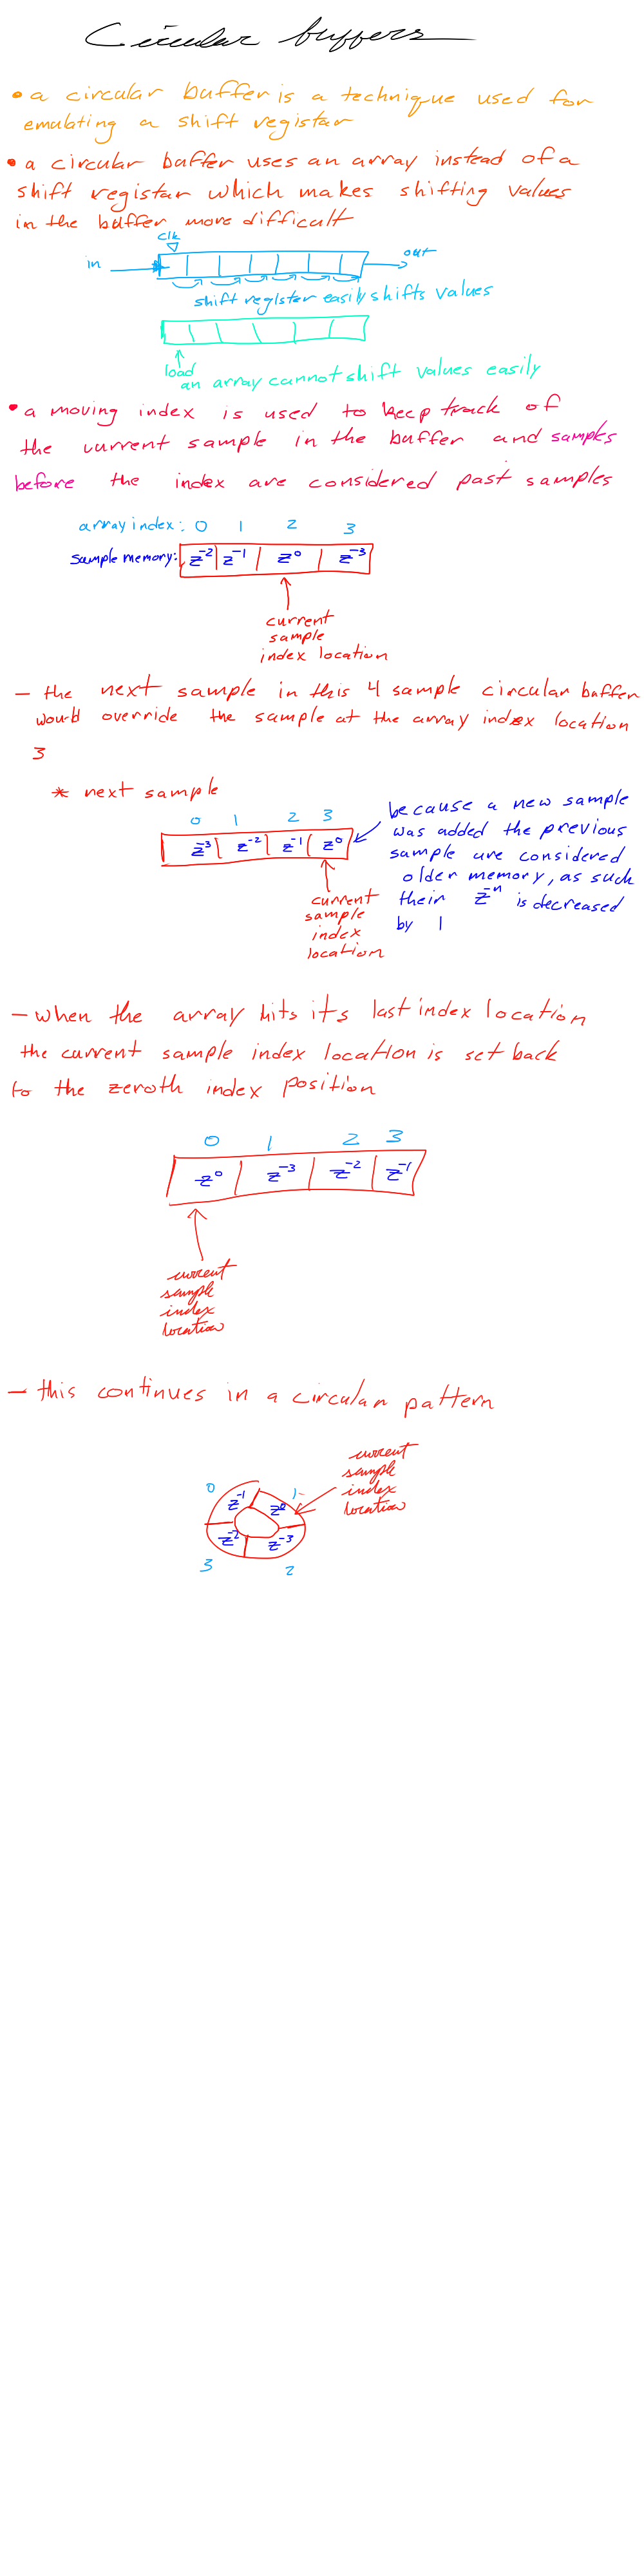 Circular buffers
• a circular buffer is a technique used for
emulating a shift registar
• a circular buffer uses an array instead of a
shift registar which makes shifting values
in the buffer more difficult
clk
in
out
shift register easily shifts values
load
an array cannot shift values easily
• a moving index is used to keep track of
the current sample in the buffer and samples
before the index are considered past samples
array index: 0 1 2 3
sample memory: z⁻² z⁻¹ z⁰ z⁻³
current
sample
index location
- the next sample in this 4 sample circular buffer
would override the sample at the array index location
3
* next sample
0 1 2 3
z⁻³ z⁻² z⁻¹ z⁰
current
sample
index
location
because a new sample
was added the previous
sample are considered
older memory, as such
their z⁻ⁿ is decreased
by 1
- when the array hits its last index location
the current sample index location is set back
to the zeroth index position
0 1 2 3
z⁰ z⁻³ z⁻² z⁻¹
current
sample
index
location
- this continues in a circular pattern
current
sample
index
location
0 1
z⁻¹ z⁰
z⁻² z⁻³
3 2